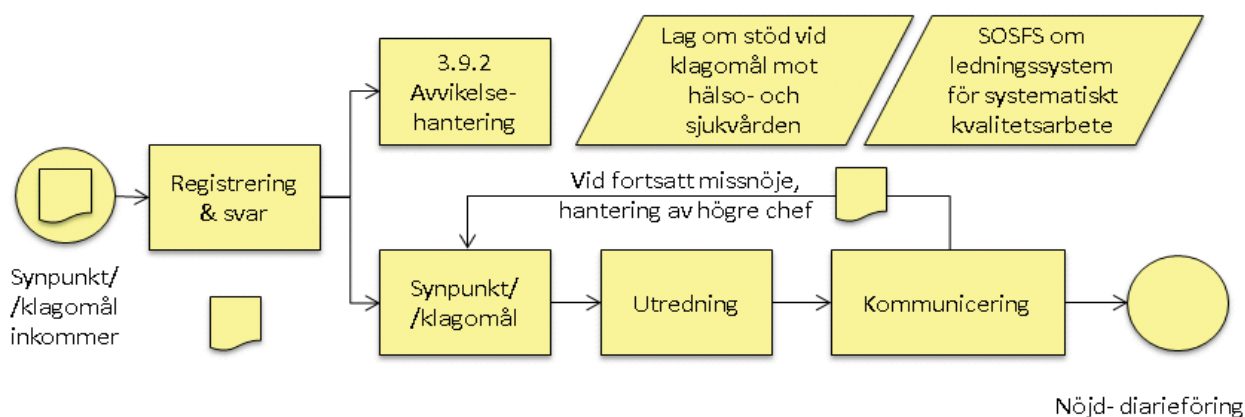 3.9.2
Avvikelse-
hantering
Lag om stöd vid
klagomål mot
hälso- och
sjukvården
SOSFS om
ledningssystem
för systematiskt
kvalitetsarbete
Synpunkt/
/klagomål
inkommer
Registrering
& svar
Vid fortsatt missnöje,
hantering av högre chef
Synpunkt/
/klagomål
Utredning
Kommunicering
Nöjd- diarieföring